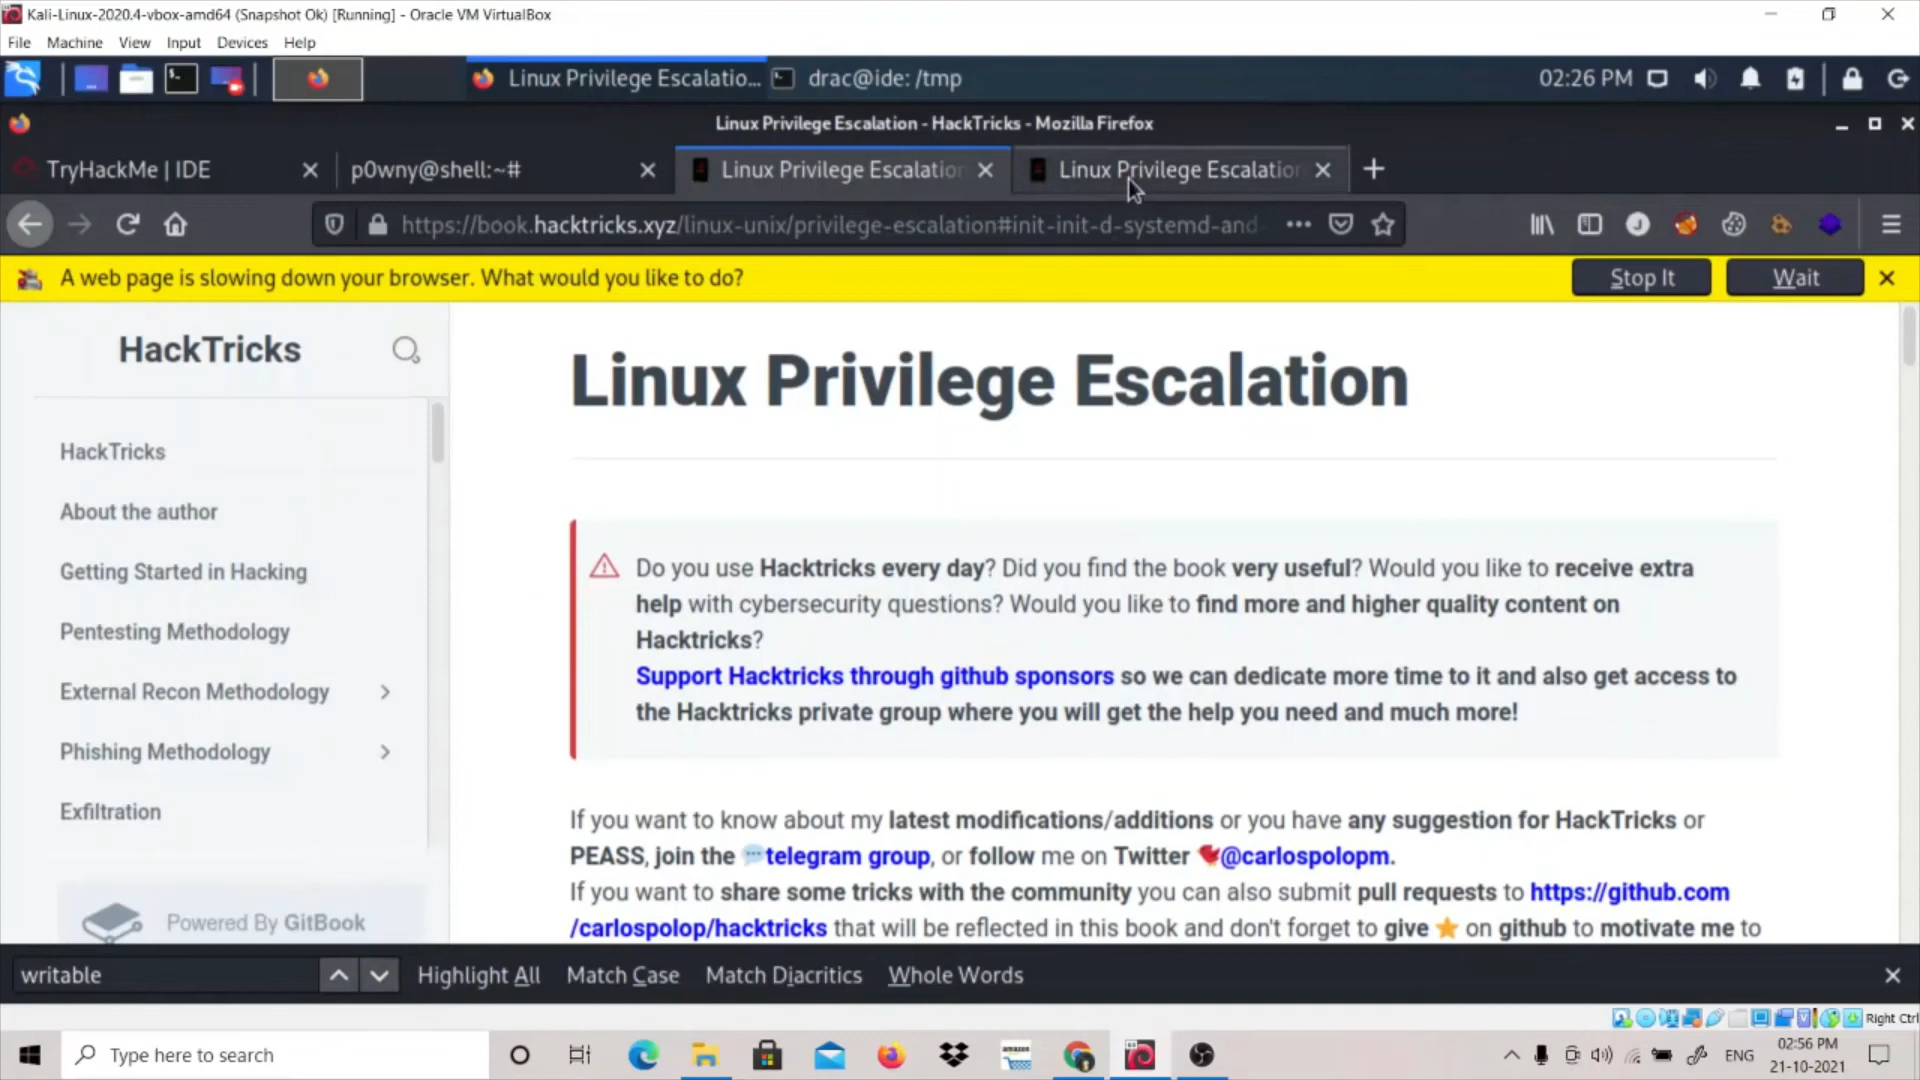 Kali-Linux-2020.4-vbox-amd64 (Snapshot Ok) [Running] - Oracle VM VirtualBox
File Machine View Input Devices Help
Linux Privilege Escalatio... drac@ide: /tmp 02:26 PM
Linux Privilege Escalation - HackTricks - Mozilla Firefox
TryHackMe | IDE p0wny@shell:~# Linux Privilege Escalation Linux Privilege Escalation
https://book.hacktricks.xyz/linux-unix/privilege-escalation#init-init-d-systemd-and-
A web page is slowing down your browser. What would you like to do? Stop It Wait
HackTricks
HackTricks
About the author
Getting Started in Hacking
Pentesting Methodology
External Recon Methodology
Phishing Methodology
Exfiltration
Powered By GitBook
Linux Privilege Escalation
Do you use Hacktricks every day? Did you find the book very useful? Would you like to receive extra
help with cybersecurity questions? Would you like to find more and higher quality content on
Hacktricks?
Support Hacktricks through github sponsors so we can dedicate more time to it and also get access to
the Hacktricks private group where you will get the help you need and much more!
If you want to know about my latest modifications/additions or you have any suggestion for HackTricks or
PEASS, join the telegram group, or follow me on Twitter @carlospolopm.
If you want to share some tricks with the community you can also submit pull requests to https://github.com
/carlospolop/hacktricks that will be reflected in this book and don't forget to give on github to motivate me to
writable Highlight All Match Case Match Diacritics Whole Words
Right Ctrl
Type here to search amazon ENG 02:56 PM
21-10-2021